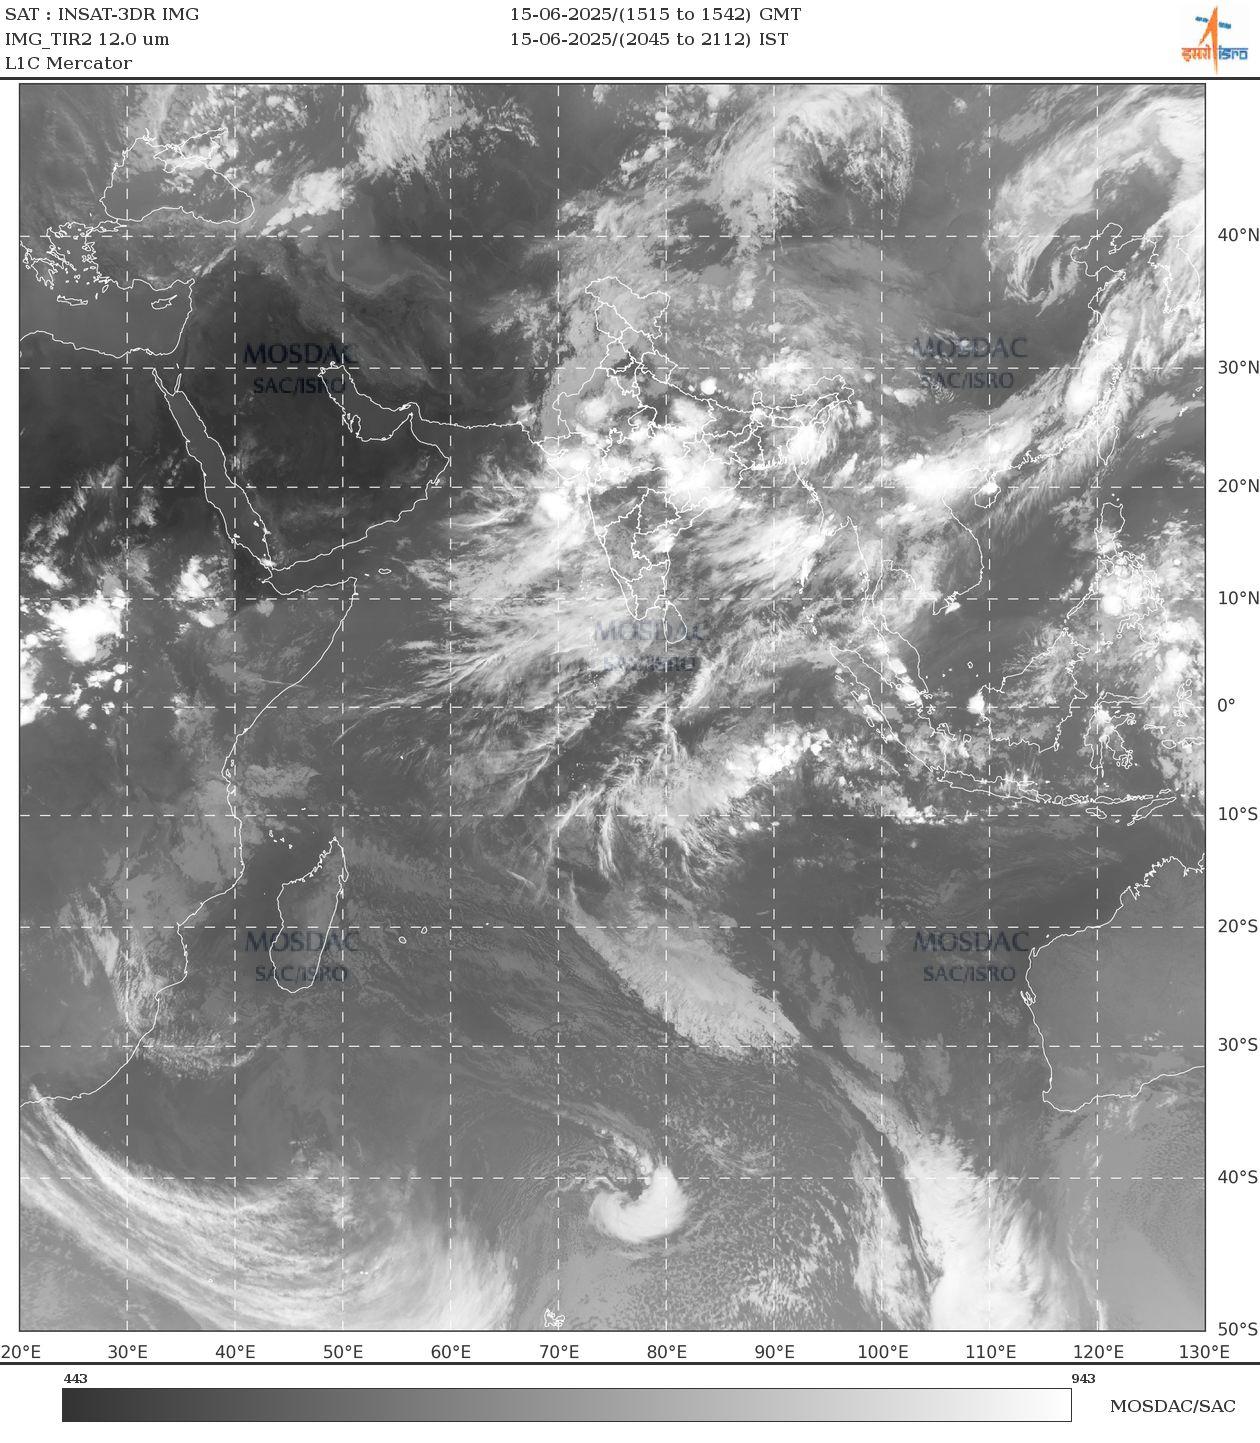 SAT : INSAT-3DR IMG
IMG_TIR2 12.0 um
L1C Mercator
15-06-2025/(1515 to 1542) GMT
15-06-2025/(2045 to 2112) IST
इसरो isro
MOSDAC
SAC/ISRO
MOSDAC
SAC/ISRO
MOSDAC
SAC/ISRO
MOSDAC
SAC/ISRO
MOSDAC
SAC/ISRO
40°N
30°N
20°N
10°N
0°
10°S
20°S
30°S
40°S
50°S
20°E 30°E 40°E 50°E 60°E 70°E 80°E 90°E 100°E 110°E 120°E 130°E
443 943
MOSDAC/SAC